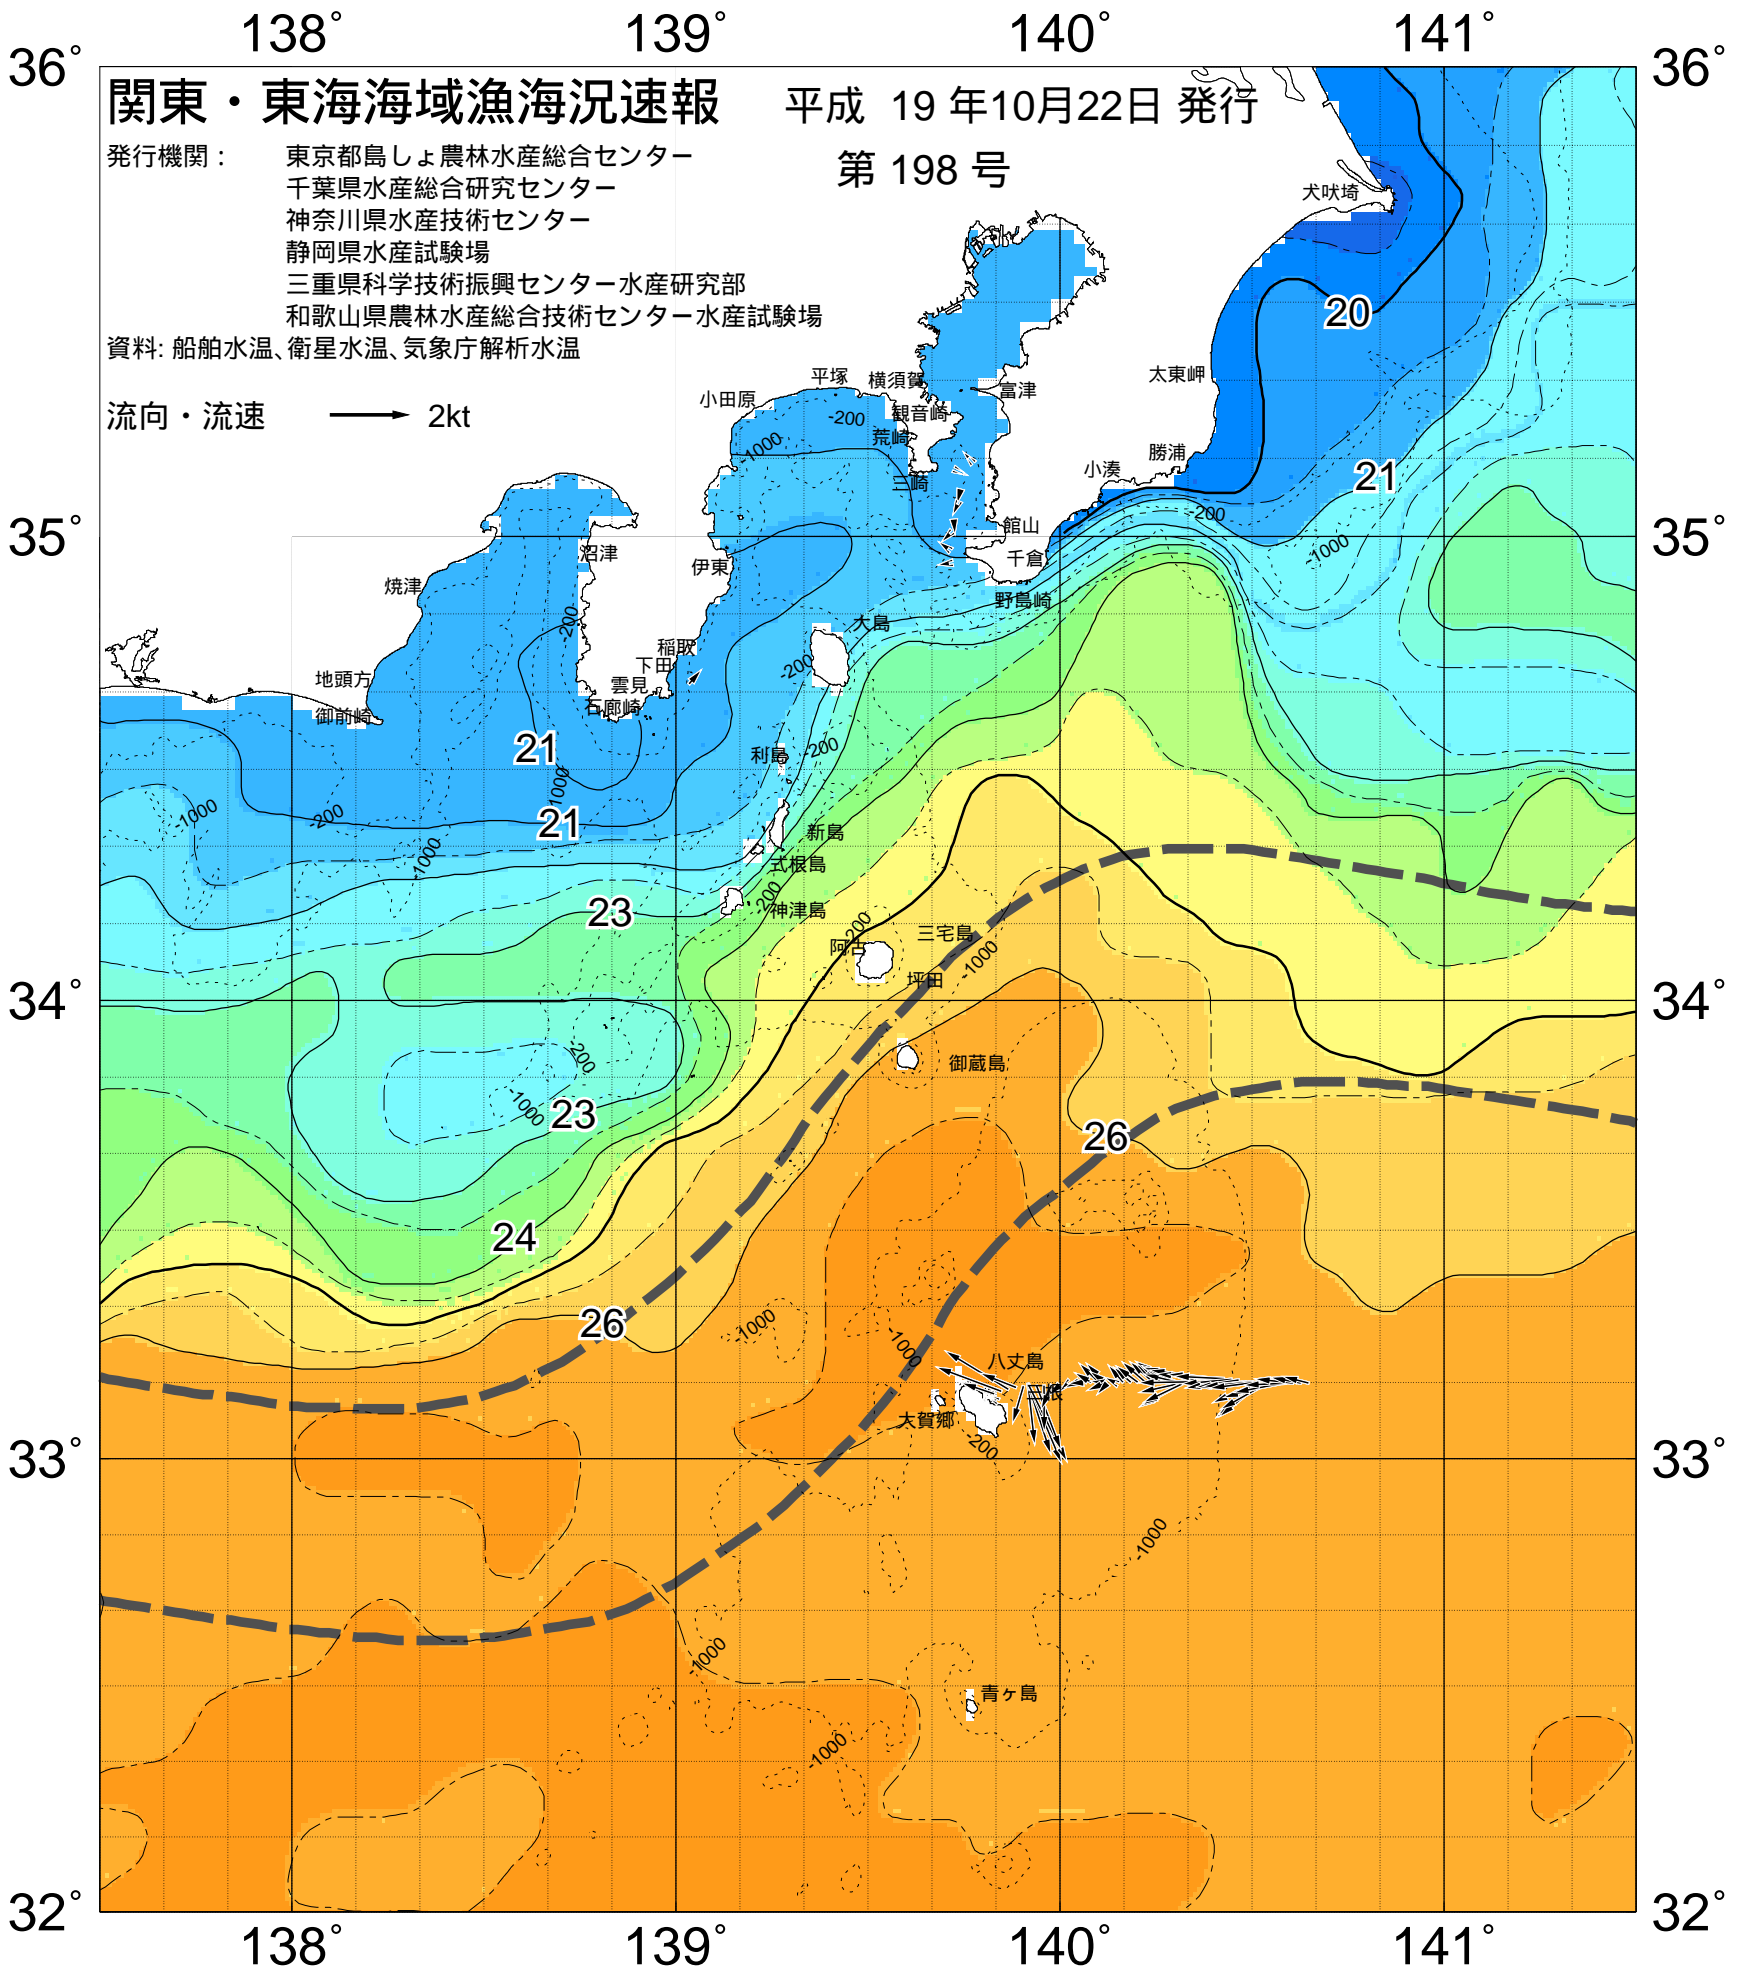 138° 139° 140° 141°
36° 36°
関東・東海海域漁海況速報 平成 19 年10月22日 発行
第 198 号
発行機関 : 東京都島しょ農林水産総合センター
千葉県水産総合研究センター
神奈川県水産技術センター
静岡県水産試験場
三重県科学技術振興センター水産研究部
和歌山県農林水産総合技術センター水産試験場
資料: 船舶水温、衛星水温、気象庁解析水温
流向・流速 2kt
犬吠埼
20
太東岬
平塚 横須賀
小田原 富津
-200 観音崎
荒崎
-1000
勝浦
小湊 21
三崎
-200
館山
35° 35°
沼津 -1000
伊東 千倉
焼津
野島崎
-200 大島
稲取
下田 -200
地頭方 雲見
石廊崎
御前崎
21 利島 -200
-1000
-1000 -200 21
新島
-1000 式根島
-200
23 神津島
-200 三宅島
阿古 -1000
坪田
34° 34°
-200 御蔵島
-1000 23
26
24
26 -1000
-1000 八丈島
三根
大賀郷
-200
33° 33°
-1000
-1000
青ヶ島
-1000
32° 32°
138° 139° 140° 141°